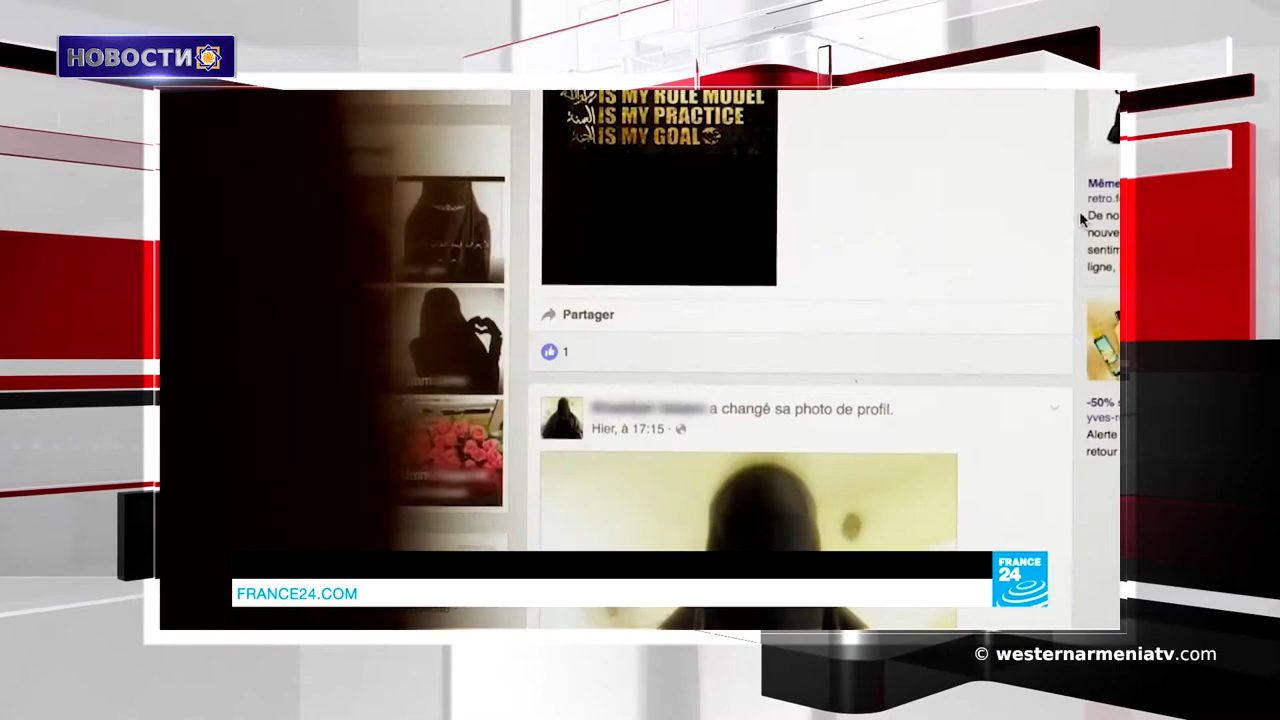 НОВОСТИ
IS MY ROLE MODEL
IS MY PRACTICE
IS MY GOAL
Partager
1
a changé sa photo de profil.
Hier, à 17:15 ·
Même
retro.f
De no
nouve
sentim
ligne,
-50%
yves-r
Alerte
retour
FRANCE24.COM
FRANCE
24
© westernarmeniatv.com